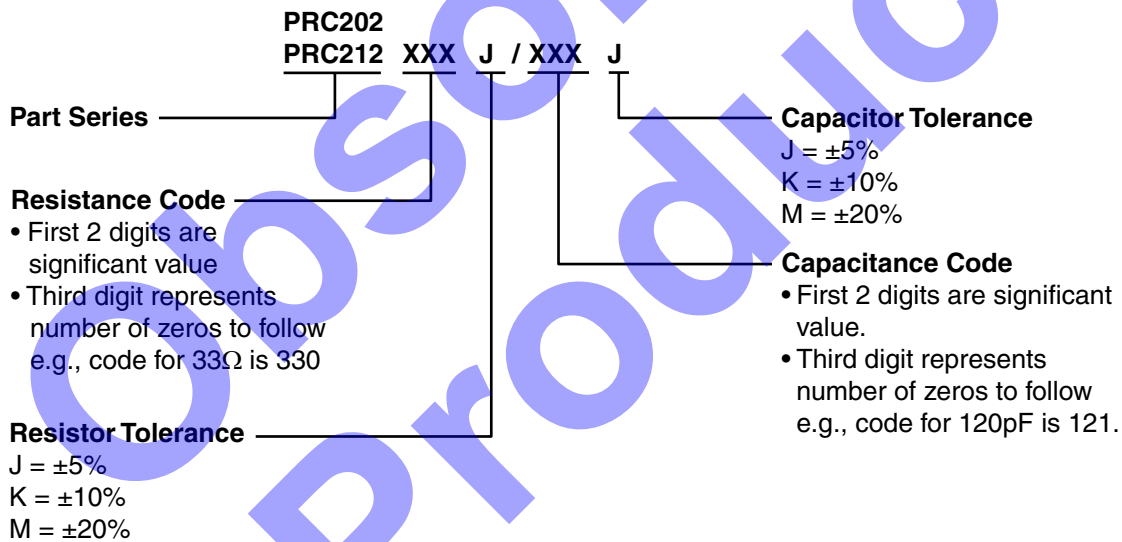 PRC202
PRC212 XXX J / XXX J
Part Series
Resistance Code
• First 2 digits are
significant value
• Third digit represents
number of zeros to follow
e.g., code for 33Ω is 330
Resistor Tolerance
J = ±5%
K = ±10%
M = ±20%
Capacitor Tolerance
J = ±5%
K = ±10%
M = ±20%
Capacitance Code
• First 2 digits are significant
value.
• Third digit represents
number of zeros to follow
e.g., code for 120pF is 121.
Obso
Produc